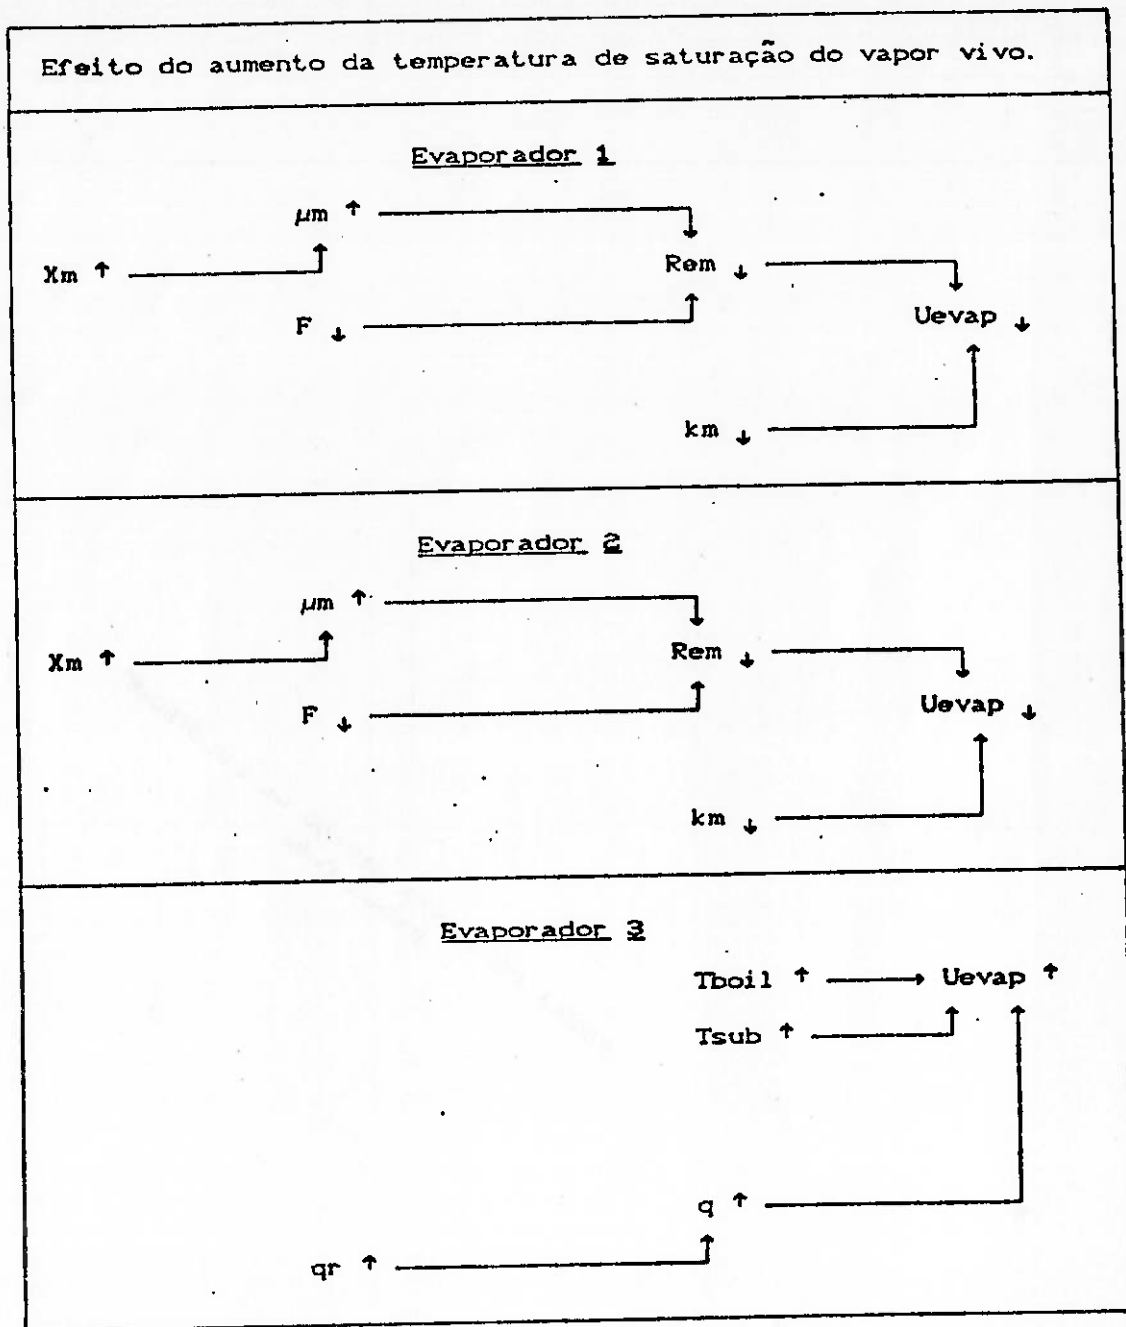 Efeito do aumento da temperatura de saturação do vapor vivo.
Evaporador 1
μm ↑
Xm ↑
Rem ↓
F ↓
Uevap ↓
km ↓
Evaporador 2
μm ↑
Xm ↑
Rem ↓
F ↓
Uevap ↓
km ↓
Evaporador 3
Tboil ↑ → Uevap ↑
Tsub ↑
q ↑
qr ↑